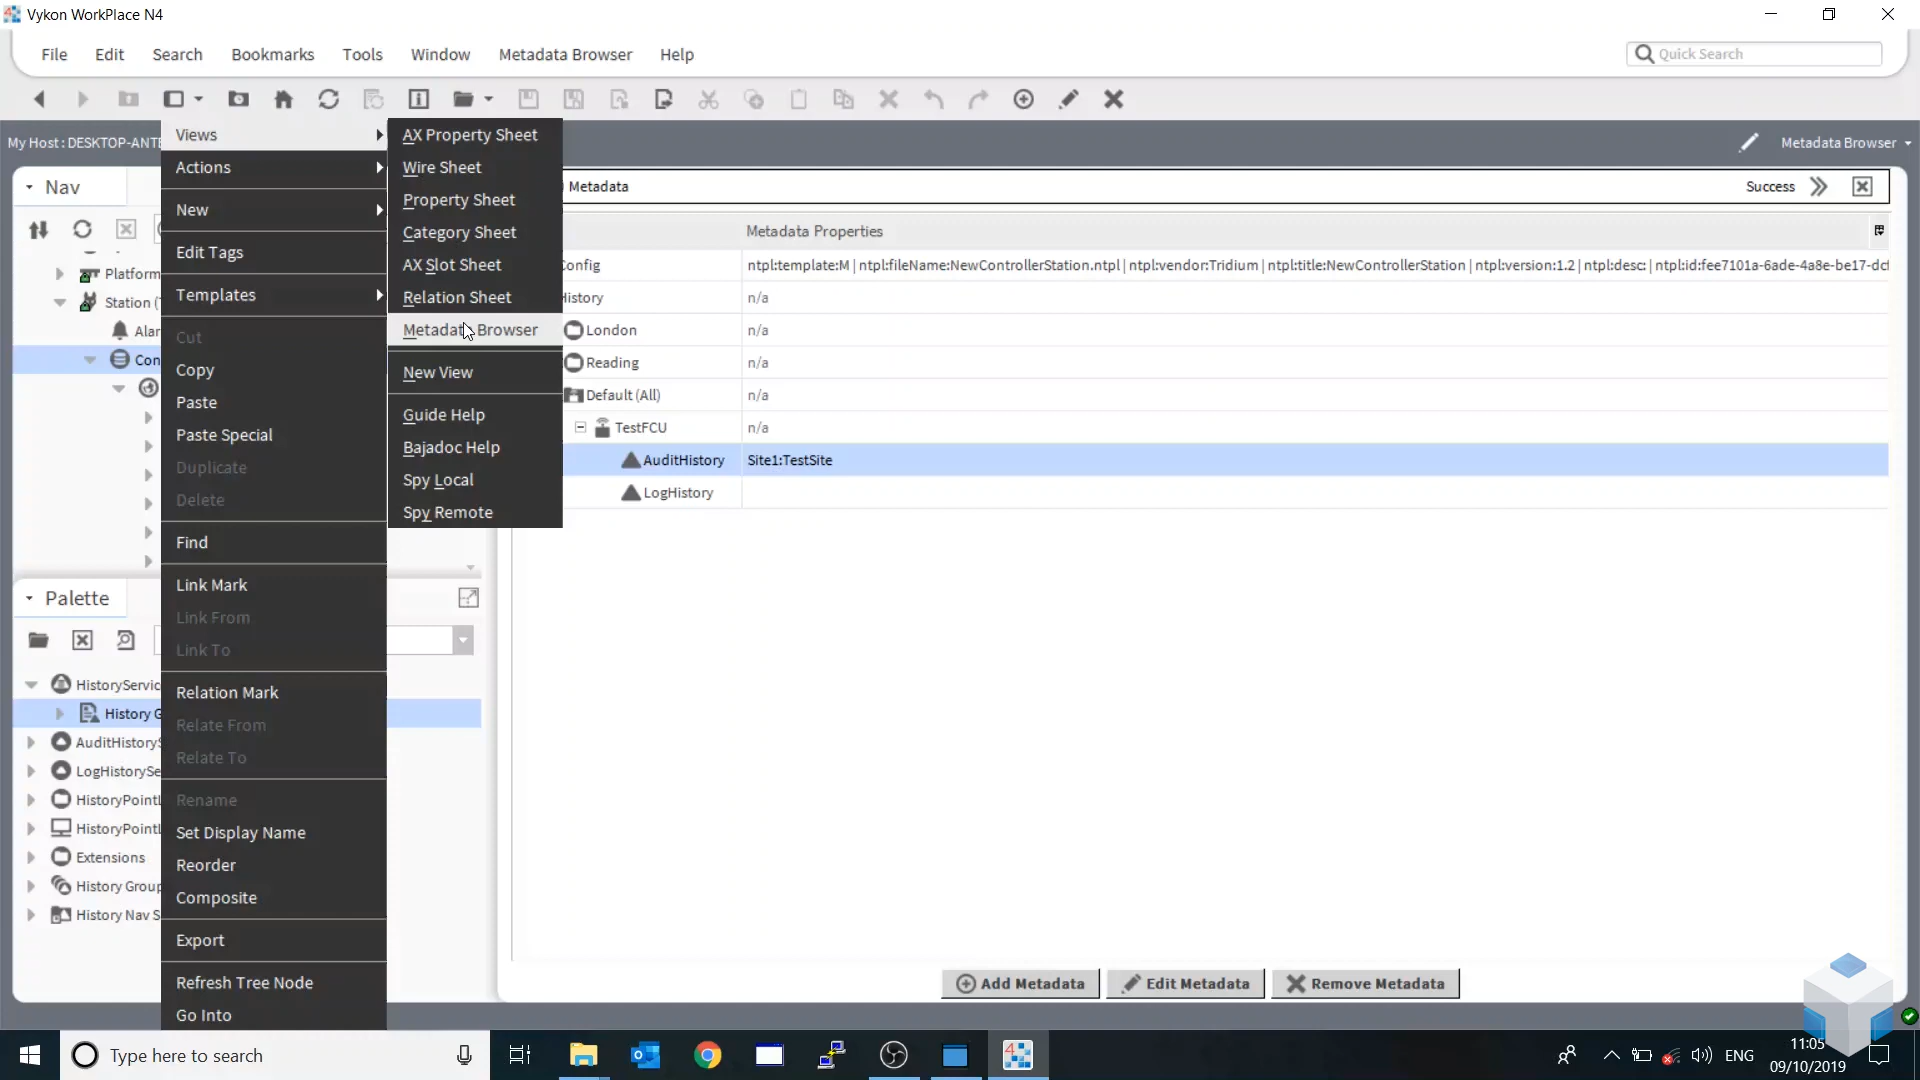 Vykon WorkPlace N4
File Edit Search Bookmarks Tools Window Metadata Browser Help
Quick Search
My Host : DESKTOP-ANTE
Metadata Browser
Nav
Platform
Station (
Alar
Con
Views
Actions
New
Edit Tags
Templates
Cut
Copy
Paste
Paste Special
Duplicate
Delete
Find
Link Mark
Link From
Link To
Relation Mark
Relate From
Relate To
Rename
Set Display Name
Reorder
Composite
Export
Refresh Tree Node
Go Into
AX Property Sheet
Wire Sheet
Property Sheet
Category Sheet
AX Slot Sheet
Relation Sheet
Metadata Browser
New View
Guide Help
Bajadoc Help
Spy Local
Spy Remote
Metadata
Success
Metadata Properties
Config ntpl:template:M | ntpl:fileName:NewControllerStation.ntpl | ntpl:vendor:Tridium | ntpl:title:NewControllerStation | ntpl:version:1.2 | ntpl:desc: | ntpl:id:fee7101a-6ade-4a8e-be17-dcf
History n/a
London n/a
Reading n/a
Default (All) n/a
TestFCU n/a
AuditHistory Site1:TestSite
LogHistory
Palette
HistoryServic
History G
AuditHistoryS
LogHistorySe
HistoryPointL
HistoryPointL
Extensions
History Group
History Nav S
Add Metadata Edit Metadata Remove Metadata
Type here to search
ENG
11:05
09/10/2019